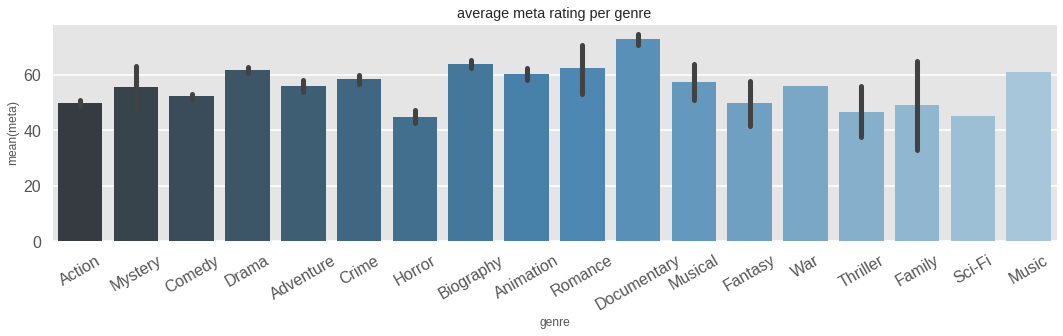 average meta rating per genre
mean(meta)
60
40
20
0
Action
Mystery
Comedy
Drama
Adventure
Crime
Horror
Biography
Animation
Romance
Documentary
Musical
Fantasy
War
Thriller
Family
Sci-Fi
Music
genre